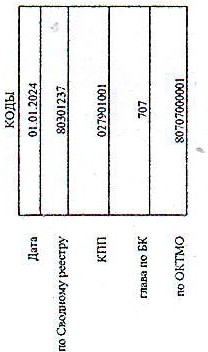 КОДЫ
Дата 01.01.2024
по Сводному реестру 80301237
КПП 027901001
глава по БК 707
по ОКТМО 80707000001